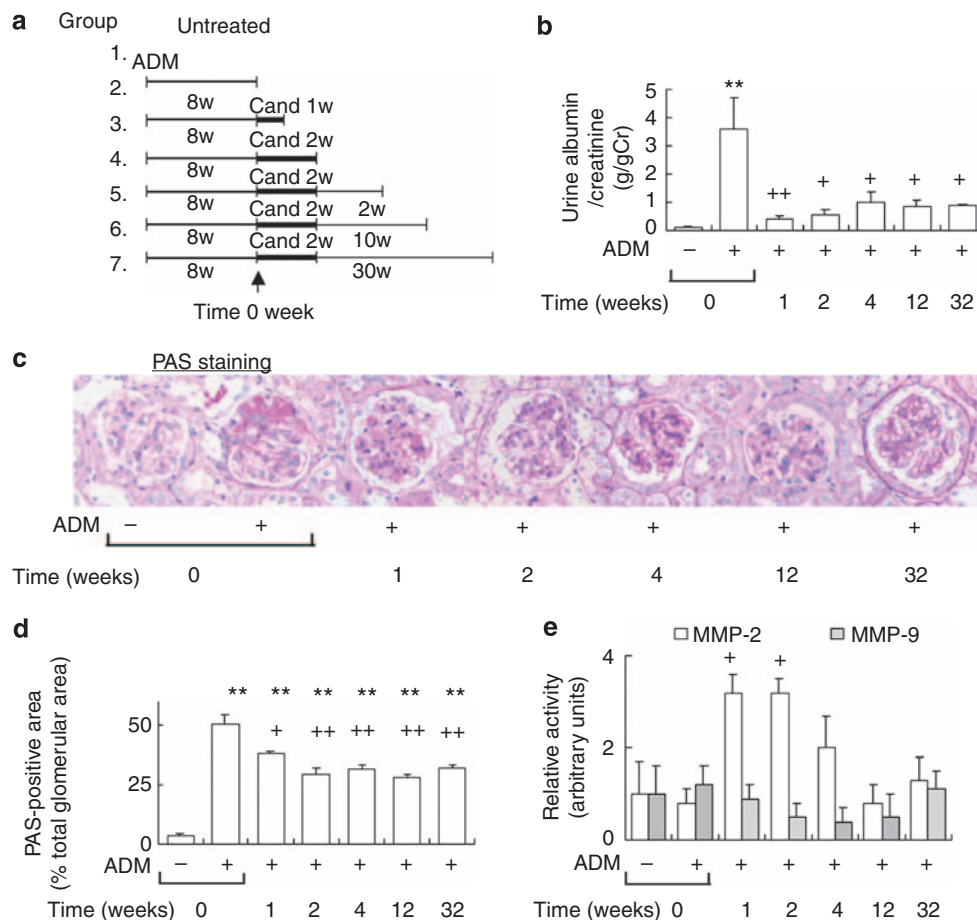 a Group Untreated
1.
ADM
2.
8w Cand 1w
3.
8w Cand 2w
4.
8w Cand 2w
5.
8w Cand 2w 2w
6.
8w Cand 2w 10w
7.
8w 30w
Time 0 week
b
Urine albumin
/creatinine
(g/gCr)
5
4
3
2
1
0
** ++ + + + +
ADM − + + + + + +
Time (weeks) 0 1 2 4 12 32
c PAS staining
ADM − + + + + + +
Time (weeks) 0 1 2 4 12 32
d
PAS-positive area
(% total glomerular area)
50
25
0
** ** ** ** ** **
+ ++ ++ ++ ++
ADM − + + + + + +
Time (weeks) 0 1 2 4 12 32
e MMP-2 MMP-9
Relative activity
(arbitrary units)
4
2
0
+ +
ADM − + + + + + +
Time (weeks) 0 1 2 4 12 32